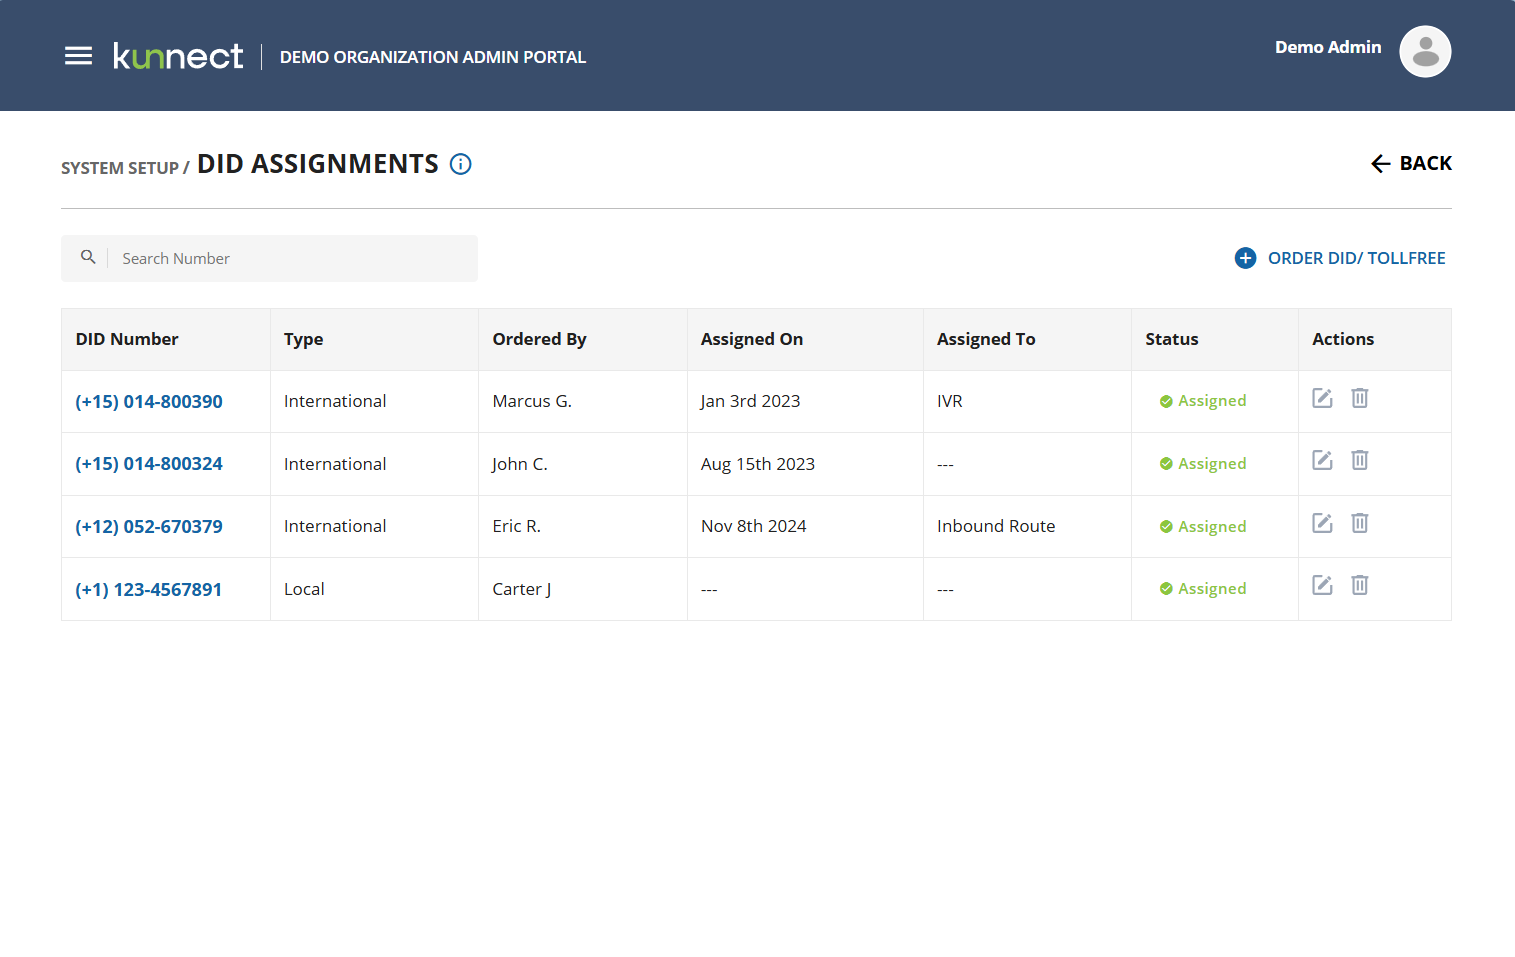 kunnect DEMO ORGANIZATION ADMIN PORTAL Demo Admin
SYSTEM SETUP / DID ASSIGNMENTS BACK
Search Number ORDER DID/ TOLLFREE
DID Number Type Ordered By Assigned On Assigned To Status Actions
(+15) 014-800390 International Marcus G. Jan 3rd 2023 IVR Assigned
(+15) 014-800324 International John C. Aug 15th 2023 --- Assigned
(+12) 052-670379 International Eric R. Nov 8th 2024 Inbound Route Assigned
(+1) 123-4567891 Local Carter J --- --- Assigned